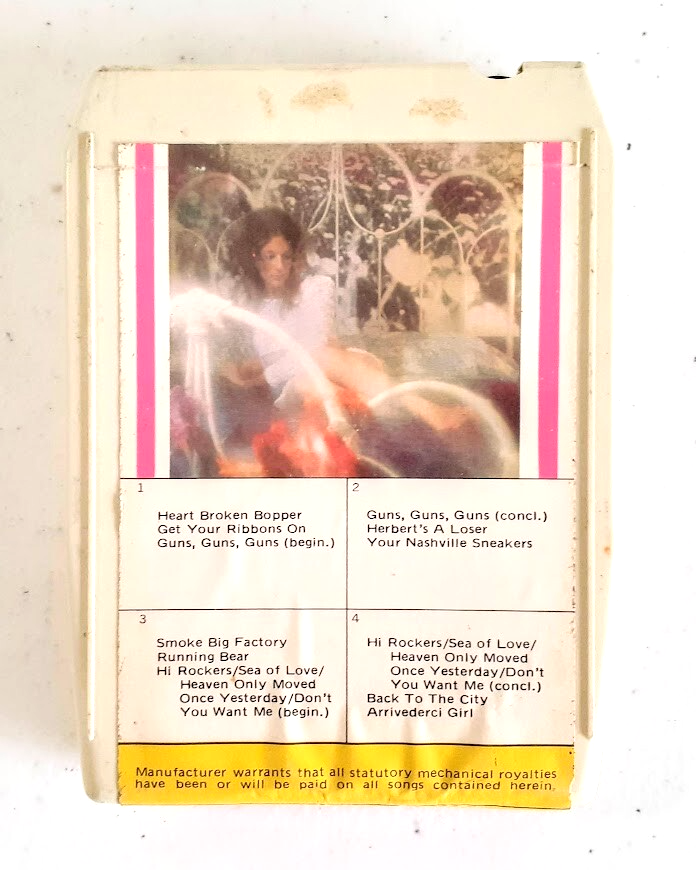 1
Heart Broken Bopper
Get Your Ribbons On
Guns, Guns, Guns (begin.)
2
Guns, Guns, Guns (concl.)
Herbert's A Loser
Your Nashville Sneakers
3
Smoke Big Factory
Running Bear
Hi Rockers/Sea of Love/
Heaven Only Moved
Once Yesterday/Don't
You Want Me (begin.)
4
Hi Rockers/Sea of Love/
Heaven Only Moved
Once Yesterday/Don't
You Want Me (concl.)
Back To The City
Arrivederci Girl
Manufacturer warrants that all statutory mechanical royalties
have been or will be paid on all songs contained herein.